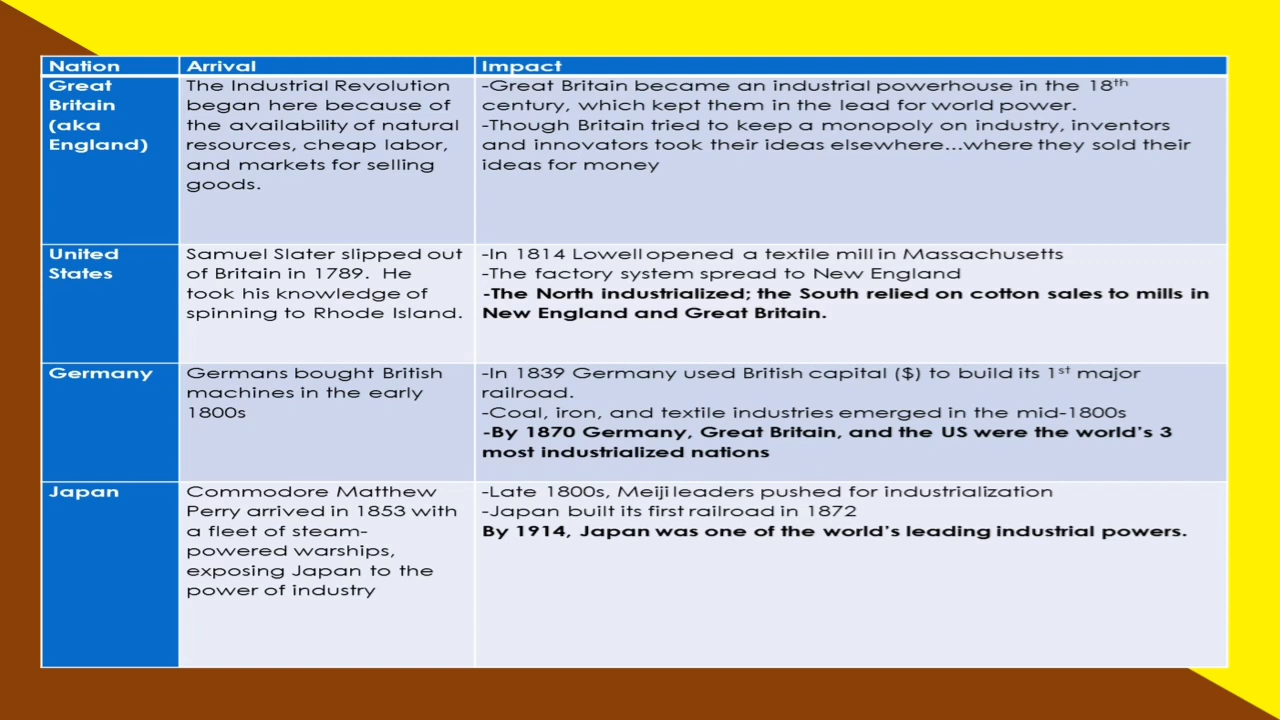 Nation
Arrival
Impact
Great
Britain
(aka
England)
The Industrial Revolution
began here because of
the availability of natural
resources, cheap labor,
and markets for selling
goods.
-Great Britain became an industrial powerhouse in the 18th
century, which kept them in the lead for world power.
-Though Britain tried to keep a monopoly on industry, inventors
and innovators took their ideas elsewhere...where they sold their
ideas for money
United
States
Samuel Slater slipped out
of Britain in 1789.  He
took his knowledge of
spinning to Rhode Island.
-In 1814 Lowell opened a textile mill in Massachusetts
-The factory system spread to New England
-The North industrialized; the South relied on cotton sales to mills in
New England and Great Britain.
Germany
Germans bought British
machines in the early
1800s
-In 1839 Germany used British capital ($) to build its 1st major
railroad.
-Coal, iron, and textile industries emerged in the mid-1800s
-By 1870 Germany, Great Britain, and the US were the world's 3
most industrialized nations
Japan
Commodore Matthew
Perry arrived in 1853 with
a fleet of steam-
powered warships,
exposing Japan to the
power of industry
-Late 1800s, Meiji leaders pushed for industrialization
-Japan built its first railroad in 1872
By 1914, Japan was one of the world's leading industrial powers.